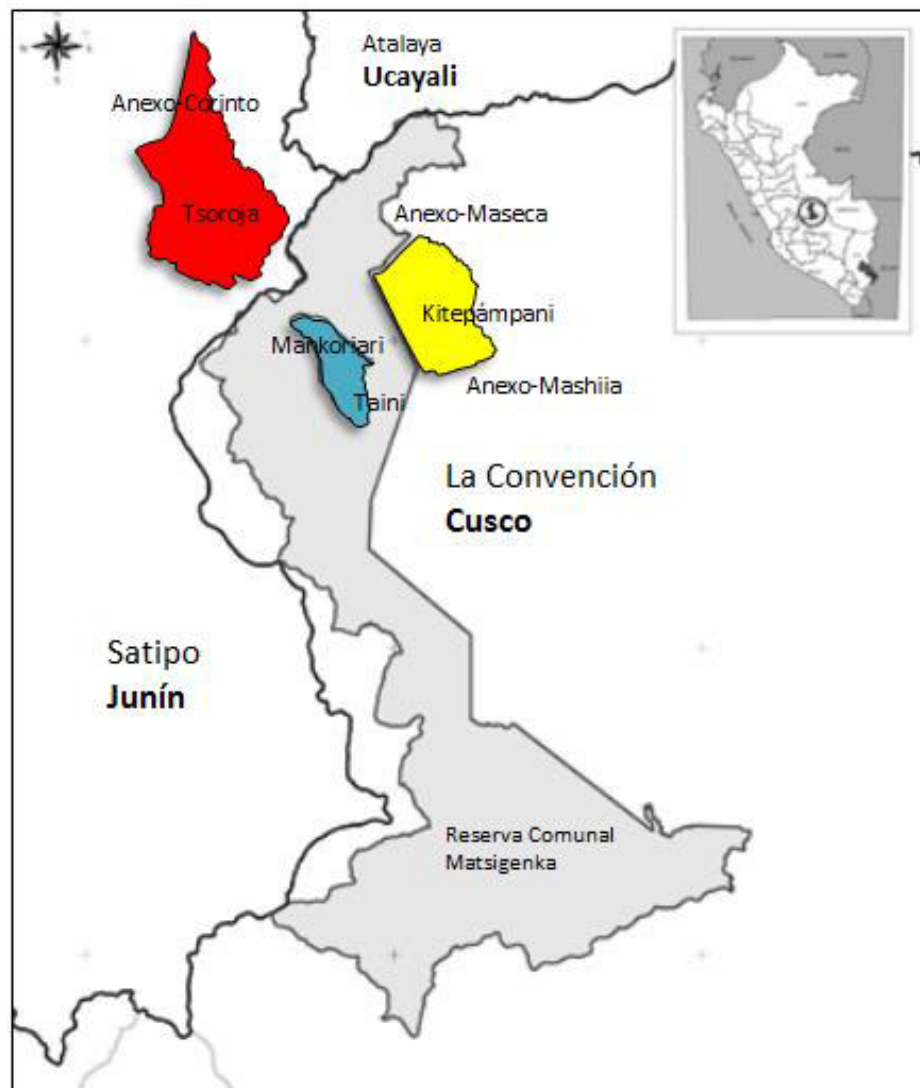 Atalaya
Ucayali
Anexo-Corinto
Tsoroja
Anexo-Maseca
Kitepámpani
Mankoriari
Taini
Anexo-Mashiia
La Convención
Cusco
Satipo
Junín
Reserva Comunal
Matsigenka